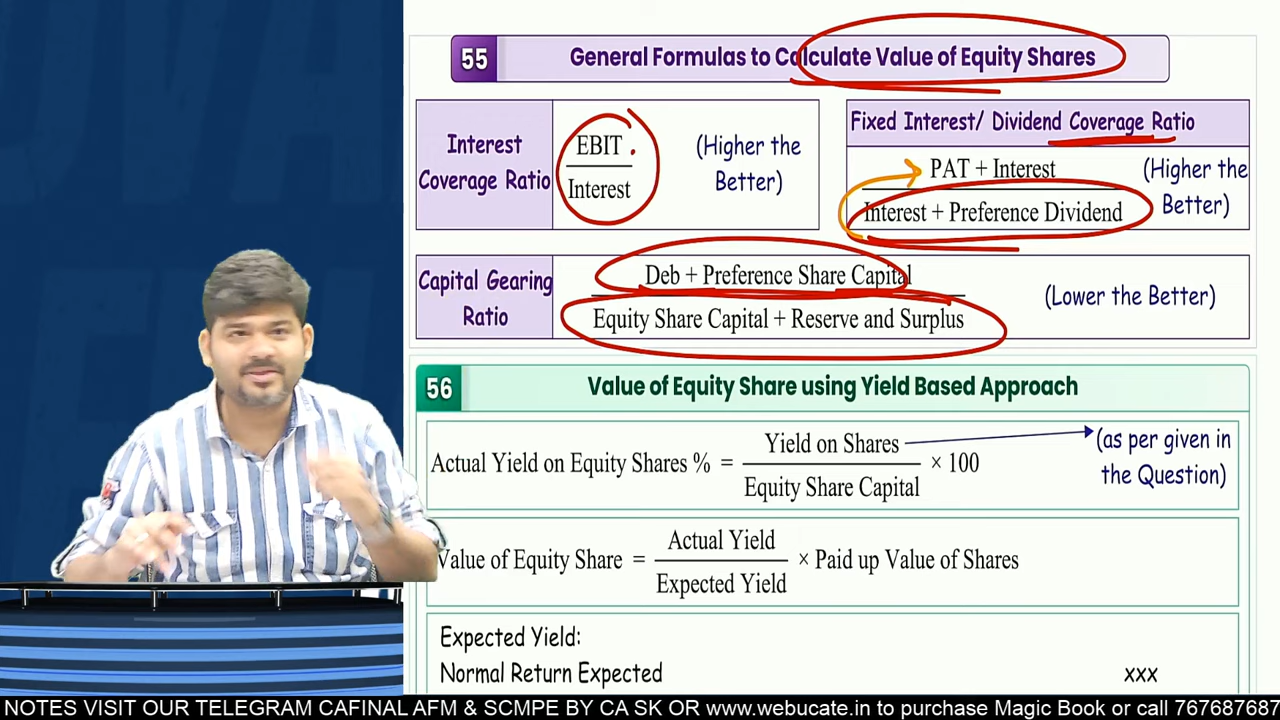 55 General Formulas to Calculate Value of Equity Shares
Interest
Coverage Ratio
EBIT
Interest
(Higher the
Better)
Fixed Interest/ Dividend Coverage Ratio
PAT + Interest
Interest + Preference Dividend
(Higher the
Better)
Capital Gearing
Ratio
Deb + Preference Share Capital
Equity Share Capital + Reserve and Surplus
(Lower the Better)
56 Value of Equity Share using Yield Based Approach
Actual Yield on Equity Shares % =
Yield on Shares
Equity Share Capital
× 100
(as per given in
the Question)
Value of Equity Share =
Actual Yield
Expected Yield
× Paid up Value of Shares
Expected Yield:
Normal Return Expected xxx
NOTES VISIT OUR TELEGRAM CAFINAL AFM & SCMPE BY CA SK OR www.webucate.in to purchase Magic Book or call 767687687